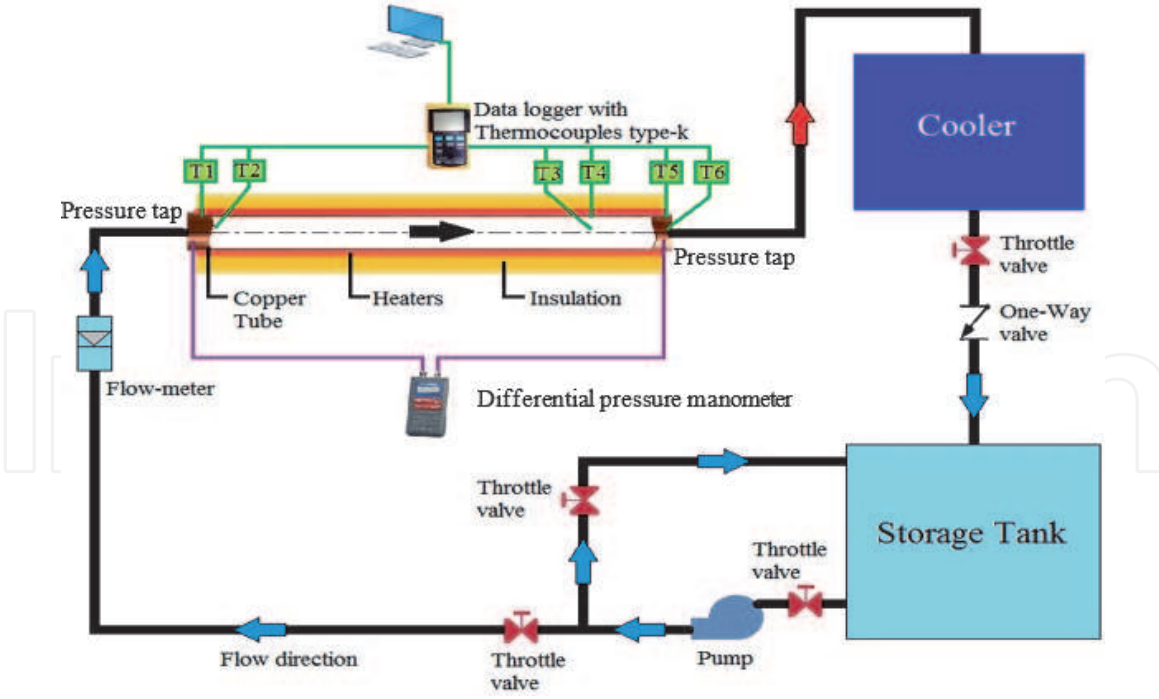 Data logger with
Thermocouples type-k
Cooler
T1
T2
T3
T4
T5
T6
Pressure tap
Pressure tap
Throttle
valve
Copper
Tube
Heaters
Insulation
One-Way
valve
Flow-meter
Differential pressure manometer
Throttle
valve
Storage Tank
Throttle
valve
Flow direction
Throttle
valve
Pump